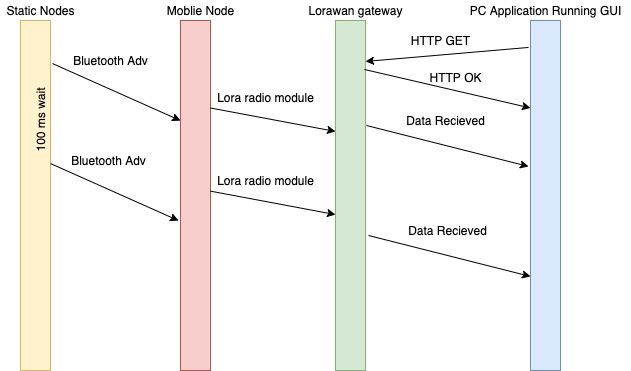 Static Nodes
Moblie Node
Lorawan gateway
PC Application Running GUI
HTTP GET
Bluetooth Adv
HTTP OK
Lora radio module
100 ms wait
Data Recieved
Bluetooth Adv
Lora radio module
Data Recieved